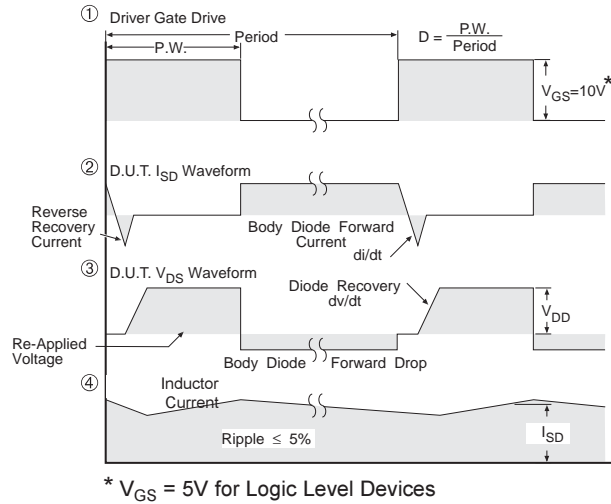 ① Driver Gate Drive
P.W.
Period
D = P.W. / Period
VGS=10V *
② D.U.T. ISD Waveform
Reverse
Recovery
Current
Body Diode Forward
Current
di/dt
③ D.U.T. VDS Waveform
Diode Recovery
dv/dt
VDD
Re-Applied
Voltage
Body Diode Forward Drop
④ Inductor
Current
Ripple ≤ 5%
ISD
* VGS = 5V for Logic Level Devices